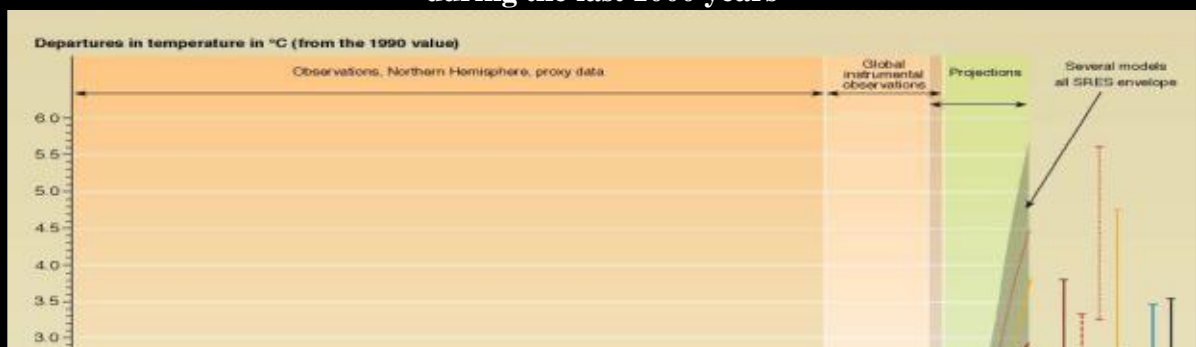 during the last 1000 years
Departures in temperature in °C (from the 1990 value)
Observations, Northern Hemisphere, proxy data
Global
instrumental
observations
Projections
Several models
all SRES envelope
6.0
5.5
5.0
4.5
4.0
3.5
3.0